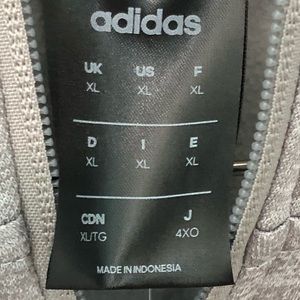 adidas
UK US F
XL XL XL
D I E
XL XL XL
CDN J
XL/TG 4XO
MADE IN INDONESIA